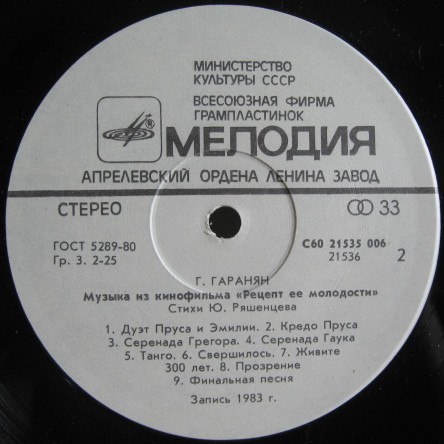 МИНИСТЕРСТВО
КУЛЬТУРЫ СССР
ВСЕСОЮЗНАЯ ФИРМА
ГРАМПЛАСТИНОК
® МЕЛОДИЯ
АПРЕЛЕВСКИЙ ОРДЕНА ЛЕНИНА ЗАВОД
СТЕРЕО 33
ГОСТ 5289-80 С60 21535 006
Гр. 3. 2-25 21536 2
Г. ГАРАНЯН
Музыка из кинофильма «Рецепт ее молодости»
Стихи Ю. Ряшенцева
1. Дуэт Пруса и Эмилии. 2. Кредо Пруса
3. Серенада Грегора. 4. Серенада Гаука
5. Танго. 6. Свершилось. 7. Живите
300 лет. 8. Прозрение
9. Финальная песня
Запись 1983 г.